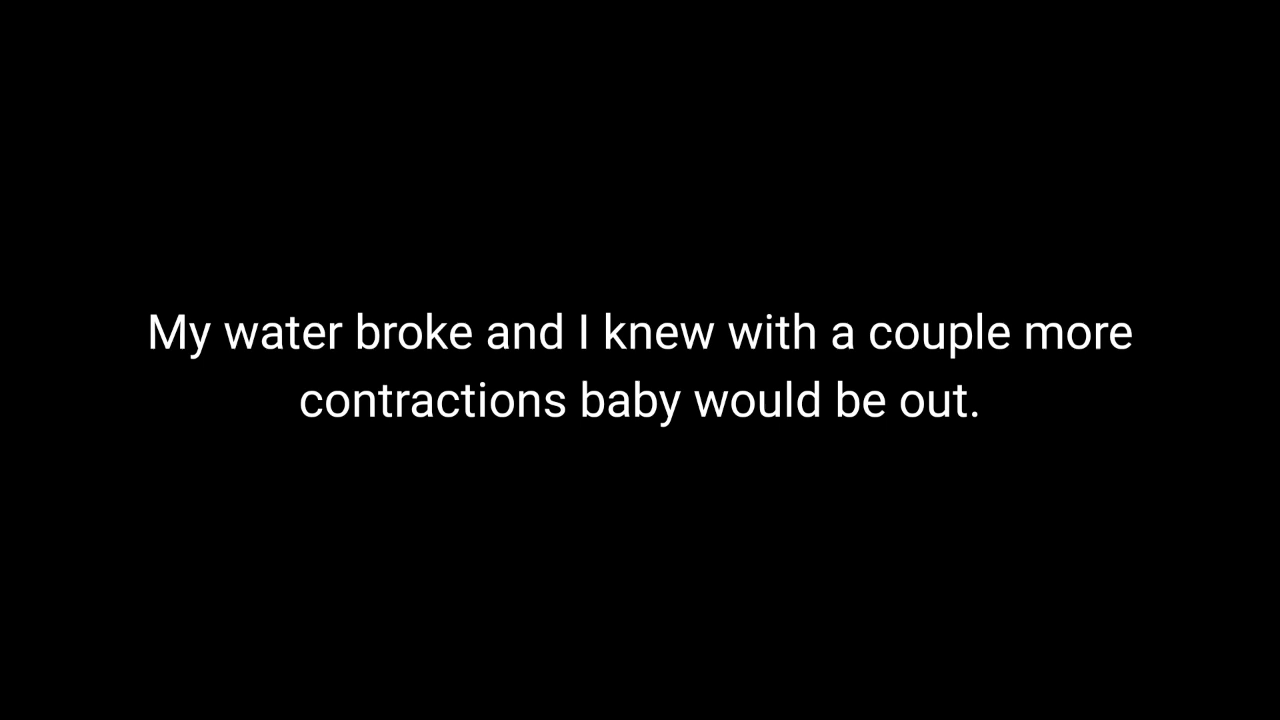 My water broke and I knew with a couple more
contractions baby would be out.